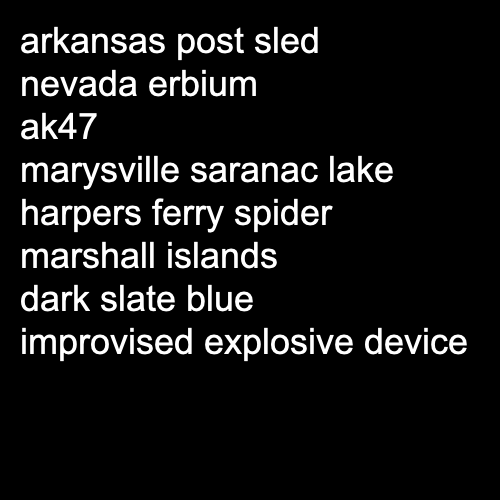 arkansas post sled
nevada erbium
ak47
marysville saranac lake
harpers ferry spider
marshall islands
dark slate blue
improvised explosive device